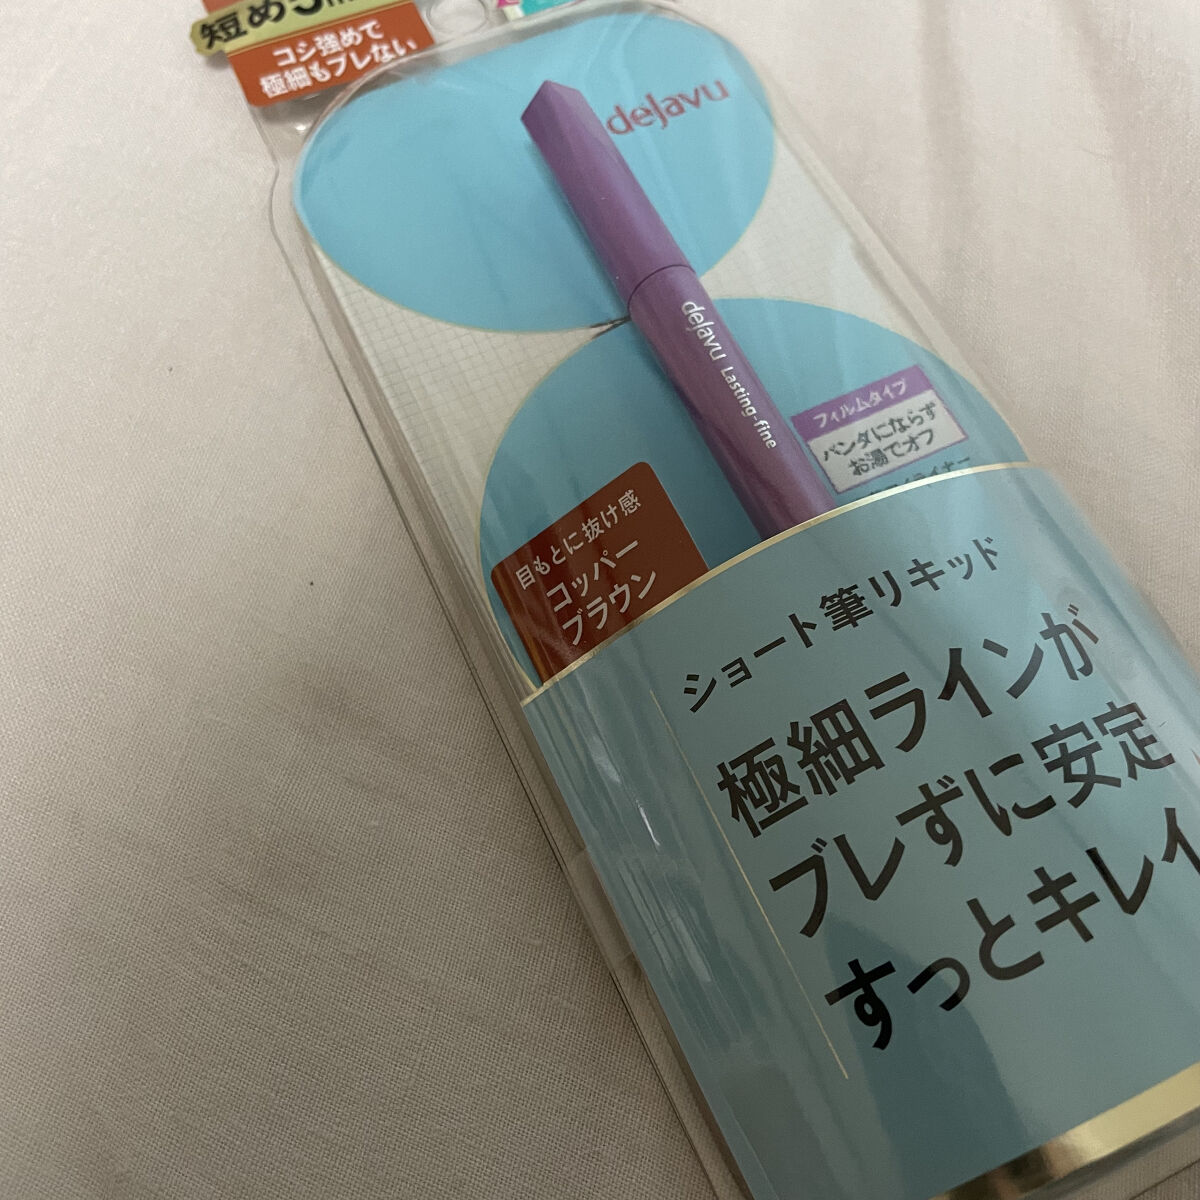 短め5m
コシ強めで
極細もブレない
dejavu
dejavu Lasting-fine
フィルムタイプ
パンダにならず
お湯でオフ
目もとに抜け感
コッパー
ブラウン
ショート筆リキッド
極細ラインが
ブレずに安定
すっとキレイ